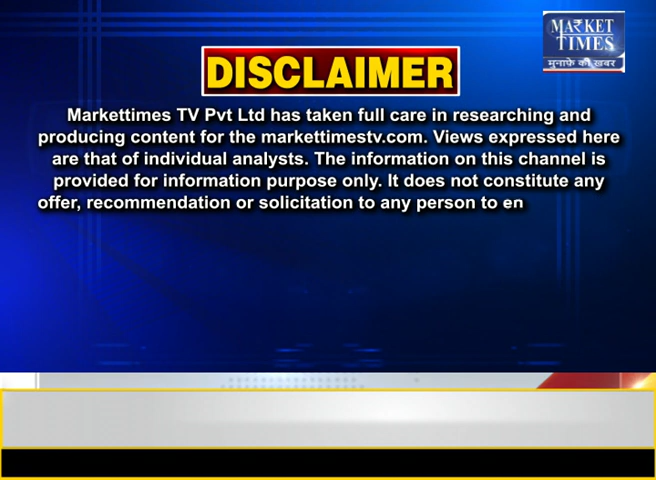 MARKET
TIMES
मुनाफे की खबर
DISCLAIMER
Markettimes TV Pvt Ltd has taken full care in researching and
producing content for the markettimestv.com. Views expressed here
are that of individual analysts. The information on this channel is
provided for information purpose only. It does not constitute any
offer, recommendation or solicitation to any person to en